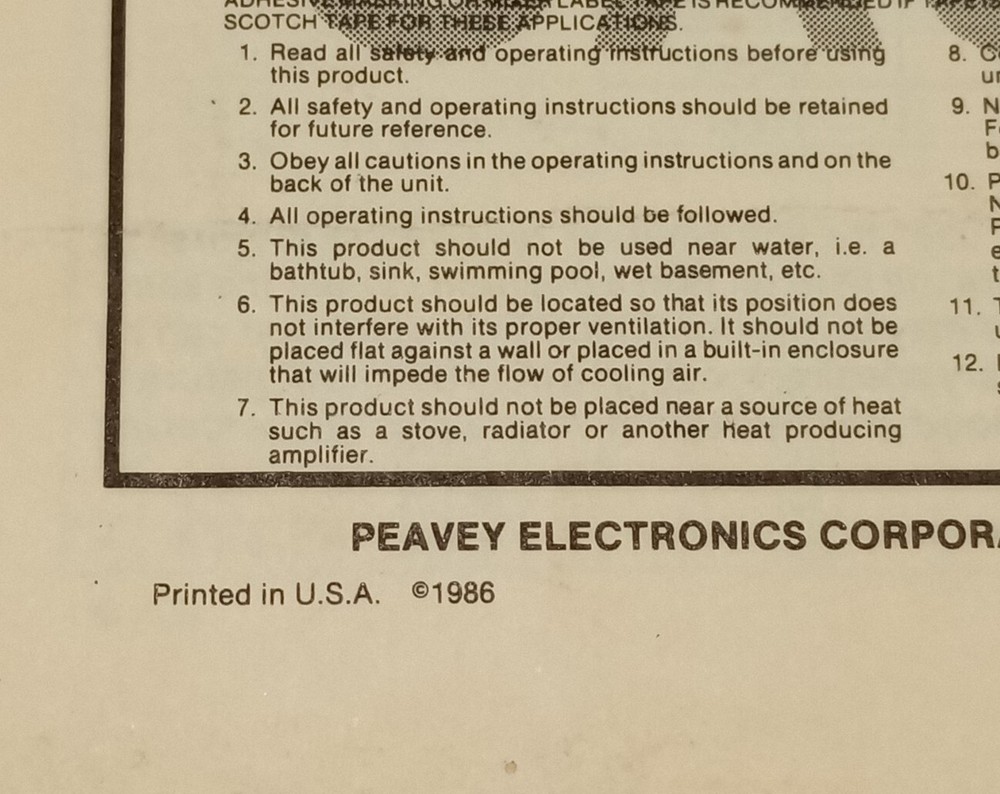 SCOTCH TAPE FOR THESE APPLICATIONS.
1. Read all safety and operating instructions before using
this product.
2. All safety and operating instructions should be retained
for future reference.
3. Obey all cautions in the operating instructions and on the
back of the unit.
4. All operating instructions should be followed.
5. This product should not be used near water, i.e. a
bathtub, sink, swimming pool, wet basement, etc.
6. This product should be located so that its position does
not interfere with its proper ventilation. It should not be
placed flat against a wall or placed in a built-in enclosure
that will impede the flow of cooling air.
7. This product should not be placed near a source of heat
such as a stove, radiator or another heat producing
amplifier.
8.
9.
10.
11.
12.
PEAVEY ELECTRONICS CORPORA
Printed in U.S.A. ©1986